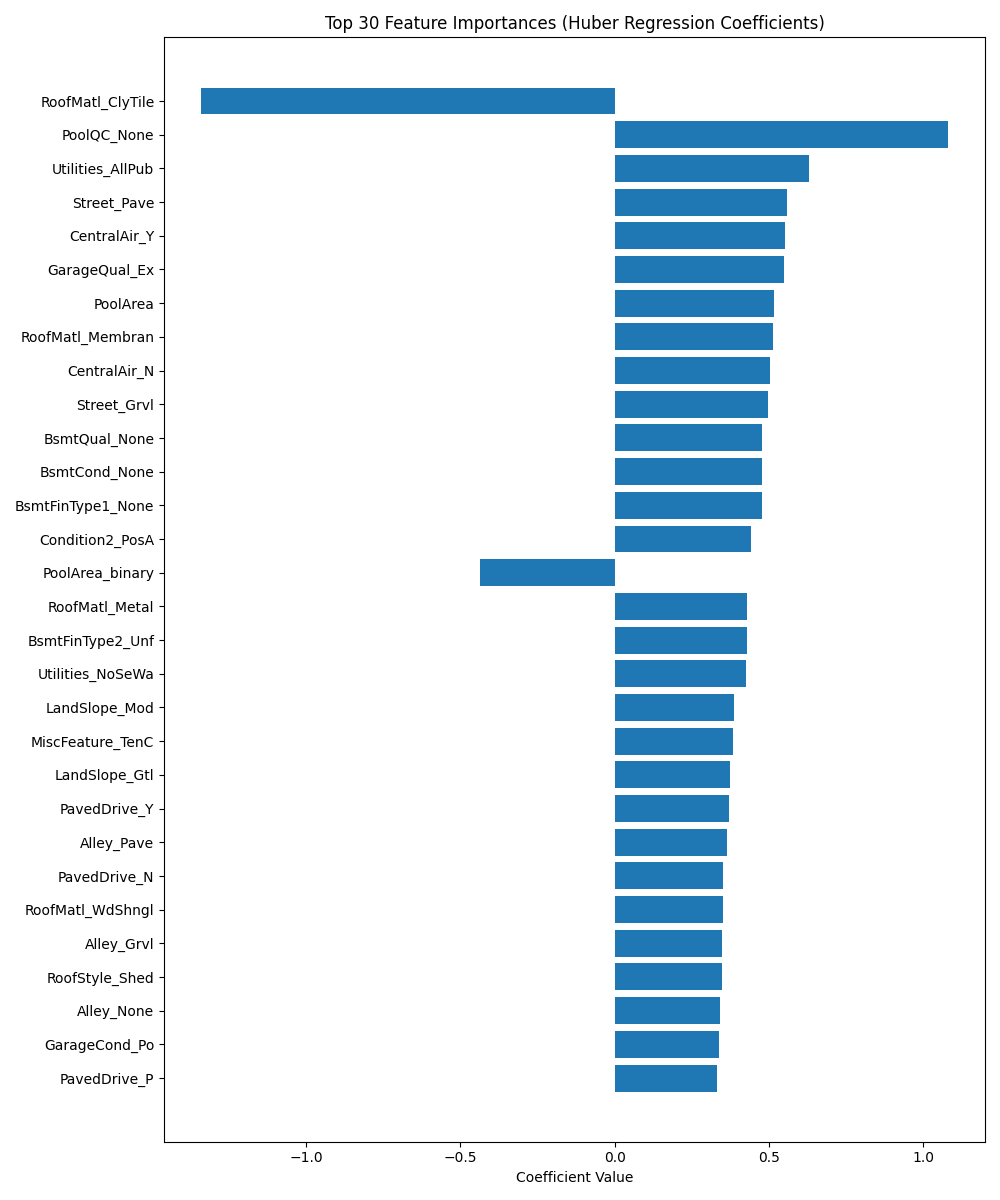 Top 30 Feature Importances (Huber Regression Coefficients)
RoofMatl_ClyTile
PoolQC_None
Utilities_AllPub
Street_Pave
CentralAir_Y
GarageQual_Ex
PoolArea
RoofMatl_Membran
CentralAir_N
Street_Grvl
BsmtQual_None
BsmtCond_None
BsmtFinType1_None
Condition2_PosA
PoolArea_binary
RoofMatl_Metal
BsmtFinType2_Unf
Utilities_NoSeWa
LandSlope_Mod
MiscFeature_TenC
LandSlope_Gtl
PavedDrive_Y
Alley_Pave
PavedDrive_N
RoofMatl_WdShngl
Alley_Grvl
RoofStyle_Shed
Alley_None
GarageCond_Po
PavedDrive_P
−1.0 −0.5 0.0 0.5 1.0
Coefficient Value